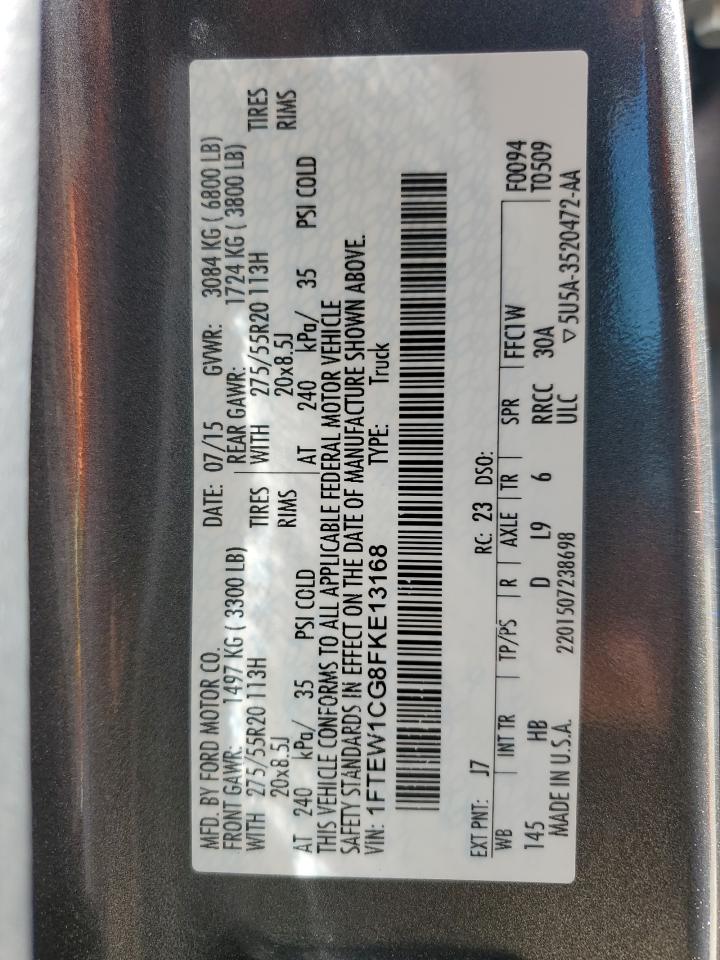 MFD. BY FORD MOTOR CO. DATE: 07/15 GVWR: 3084 KG ( 6800 LB)
FRONT GAWR: 1497 KG ( 3300 LB) REAR GAWR: 1724 KG ( 3800 LB)
WITH 275/55R20 113H TIRES WITH 275/55R20 113H TIRES
20x8.5J RIMS 20x8.5J RIMS
AT 240 kPa/ 35 PSI COLD AT 240 kPa/ 35 PSI COLD
THIS VEHICLE CONFORMS TO ALL APPLICABLE FEDERAL MOTOR VEHICLE
SAFETY STANDARDS IN EFFECT ON THE DATE OF MANUFACTURE SHOWN ABOVE.
VIN: 1FTEW1CG8FKE13168 TYPE: Truck
EXT PNT: J7 RC: 23 DSO:
WB INT TR TP/PS R AXLE TR SPR FFC1W F0094
145 HB D L9 6 RRCC 30A T0509
MADE IN U.S.A. 2201507238698 ULC ▽5U5A-3520472-AA